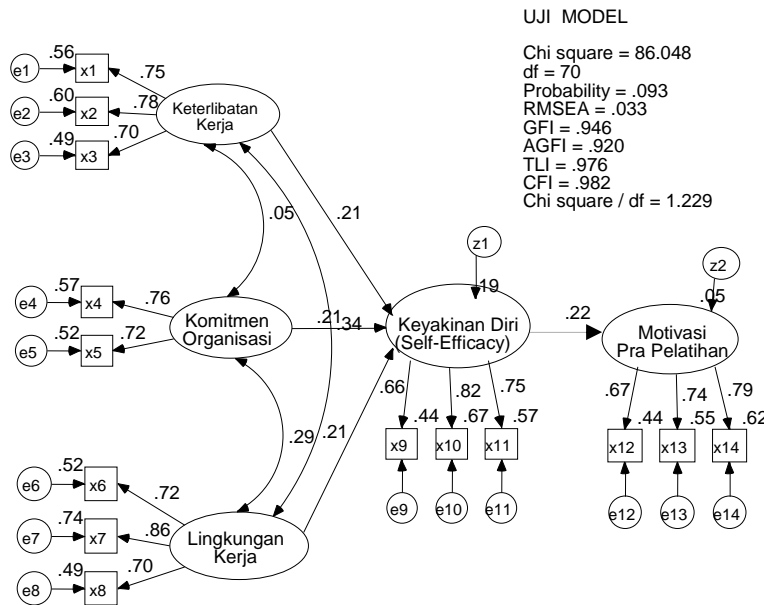 UJI MODEL
Chi square = 86.048
df = 70
Probability = .093
RMSEA = .033
GFI = .946
AGFI = .920
TLI = .976
CFI = .982
Chi square / df = 1.229
.56
e1
x1
.75
.60
e2
x2
.78
.49
e3
x3
.70
Keterlibatan
Kerja
.05
.21
.57
e4
x4
.76
.52
e5
x5
.72
Komitmen
Organisasi
.21
.34
.29
.21
.52
e6
x6
.72
.74
e7
x7
.86
.49
e8
x8
.70
Lingkungan
Kerja
z1
.19
Keyakinan Diri
(Self-Efficacy)
.66
.82
.75
.44
.67
.57
x9
x10
x11
e9
e10
e11
.22
z2
.05
Motivasi
Pra Pelatihan
.67
.74
.79
.44
.55
.62
x12
x13
x14
e12
e13
e14